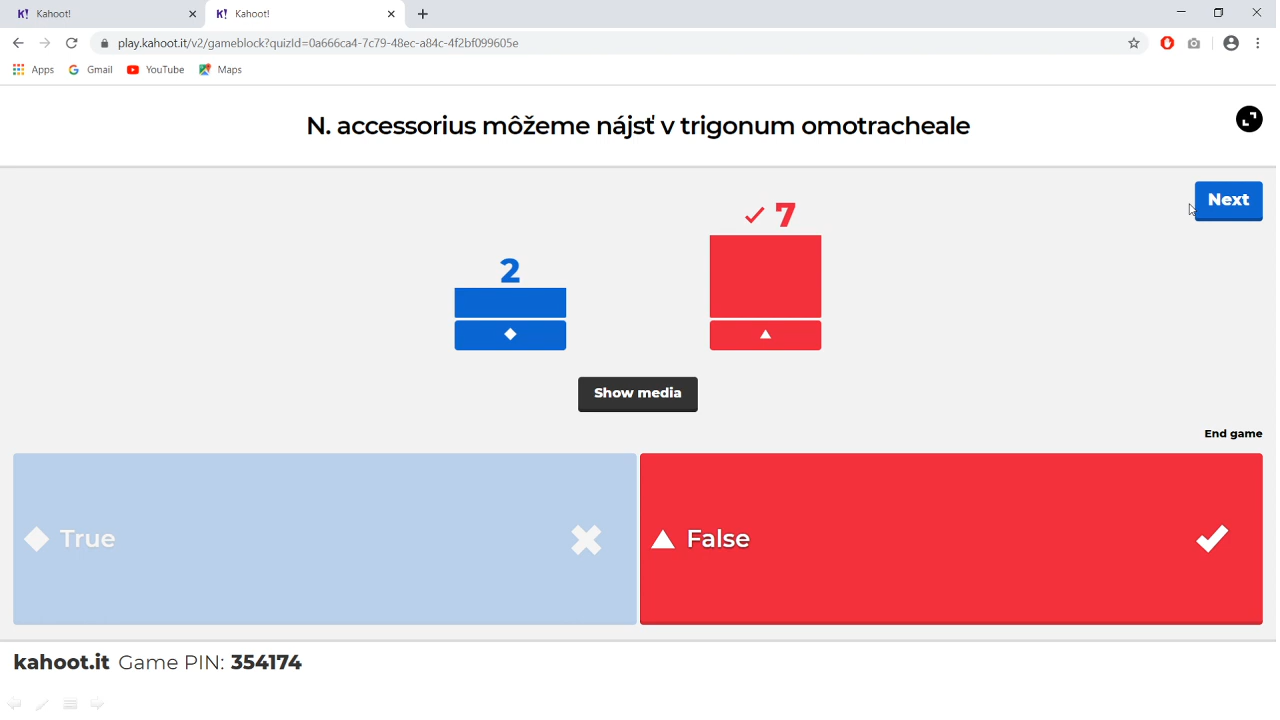 Kahoot!
Kahoot!
play.kahoot.it/v2/gameblock?quizId=0a666ca4-7c79-48ec-a84c-4f2bf099605e
Apps Gmail YouTube Maps
N. accessorius môžeme nájsť v trigonum omotracheale
Next
7
2
Show media
End game
True
False
kahoot.it Game PIN: 354174